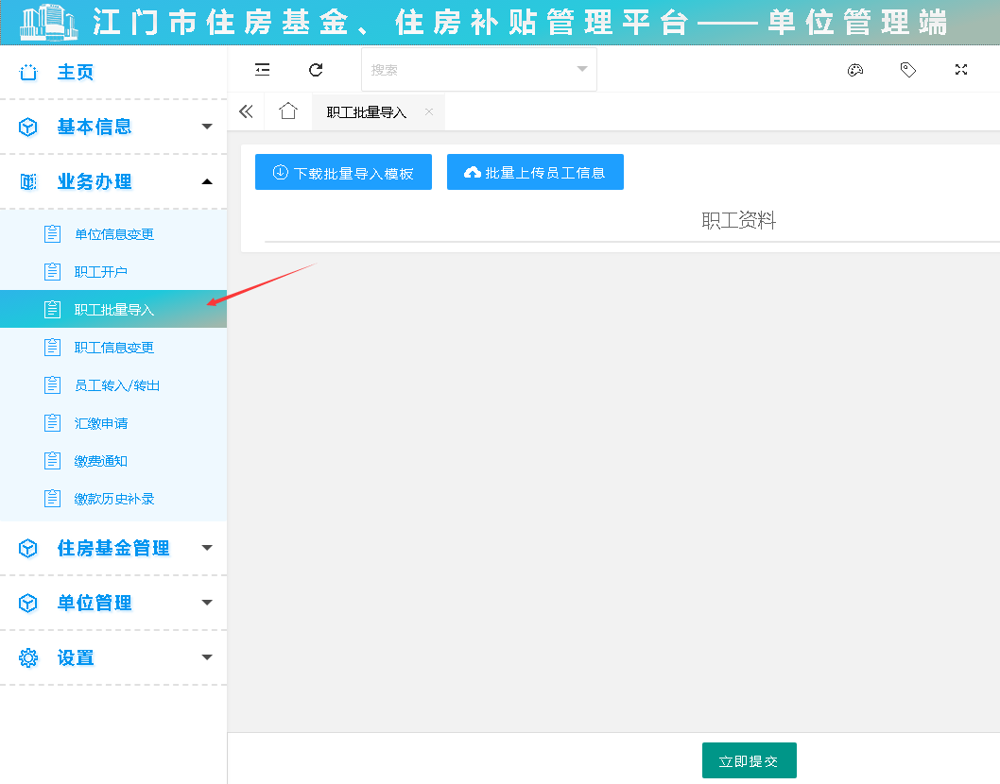 江门市住房基金、住房补贴管理平台——单位管理端
主页
基本信息
业务办理
单位信息变更
职工开户
职工批量导入
职工信息变更
员工转入/转出
汇缴申请
缴费通知
缴款历史补录
住房基金管理
单位管理
设置
搜索
职工批量导入
下载批量导入模板
批量上传员工信息
职工资料
立即提交